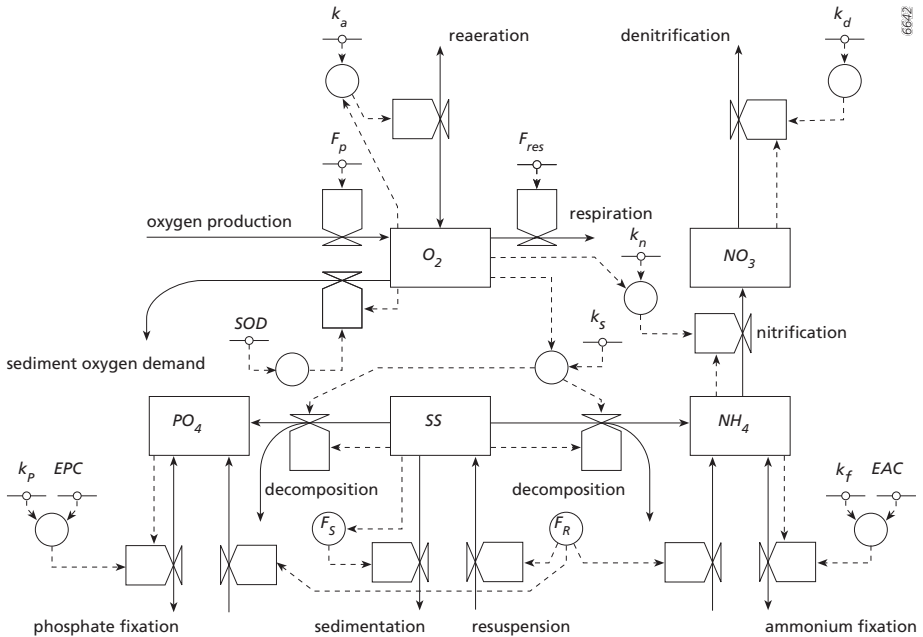 k_a
reaeration
denitrification
k_d
6642
F_p
F_res
oxygen production
respiration
O_2
k_n
NO_3
SOD
k_s
nitrification
sediment oxygen demand
PO_4
SS
NH_4
k_p EPC
decomposition
decomposition
k_f EAC
F_S
F_R
phosphate fixation
sedimentation
resuspension
ammonium fixation